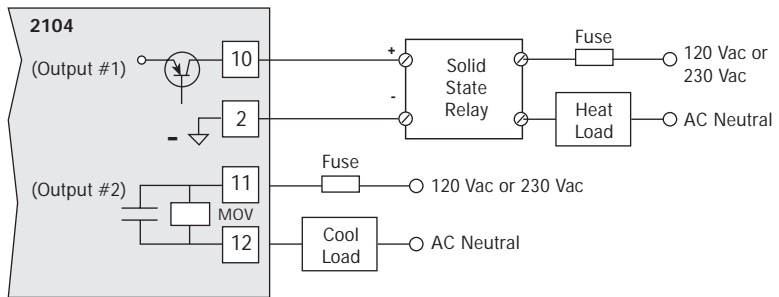 2104
(Output #1)
10
+
Solid
State
Relay
Fuse
120 Vac or
230 Vac
2
-
-
Heat
Load
AC Neutral
(Output #2)
11
Fuse
120 Vac or 230 Vac
MOV
12
Cool
Load
AC Neutral